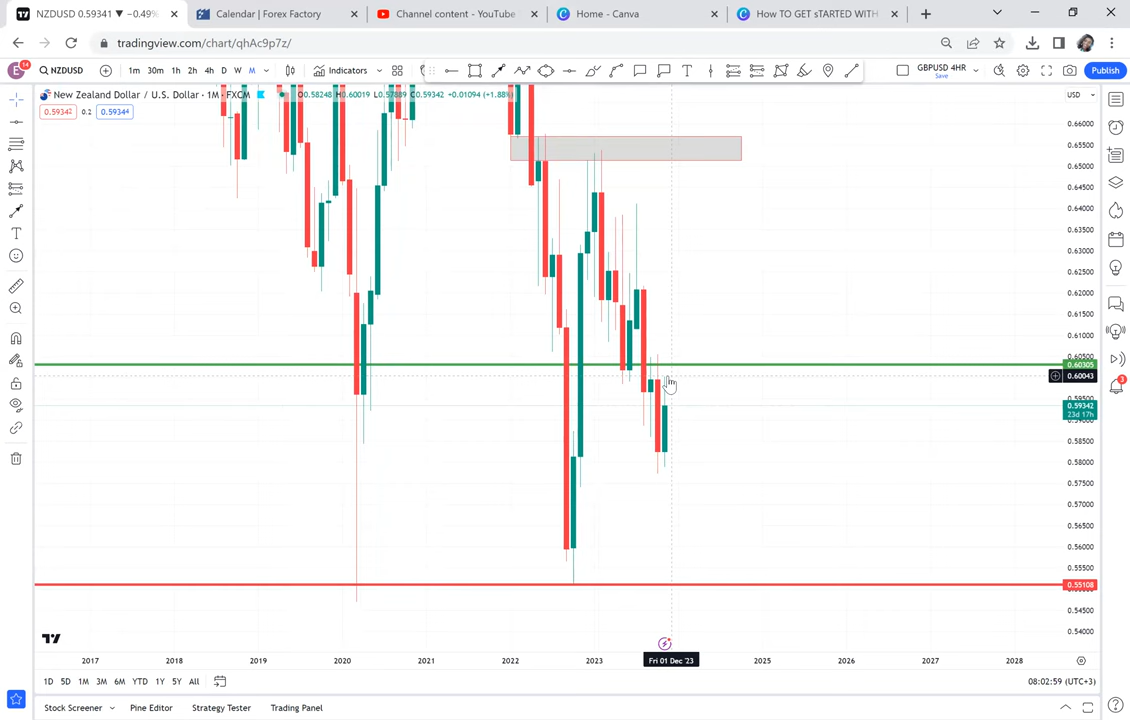 NZDUSD 0.59341 ▼ −0.49%
Calendar | Forex Factory
Channel content - YouTube
Home - Canva
How TO GET sTARTED WITH
tradingview.com/chart/qhAc9p7z/
E
14
NZDUSD
1m 30m 1h 2h 4h D W M
Indicators
GBPUSD 4HR
Save
Publish
New Zealand Dollar / U.S. Dollar · 1M · FXCM
O0.58248 H0.60019 L0.57889 C0.59342 +0.01094 (+1.88%)
0.59342
0.2
59344
USD
0.66000
0.65500
0.65000
0.64500
0.64000
0.63500
0.63000
0.62500
0.62000
0.61500
0.61000
0.60500
0.60305
0.60043
0.59342
23d 17h
0.58500
0.58000
0.57500
0.57000
0.56500
0.56000
0.55500
0.55108
0.54500
0.54000
3
2017 2018 2019 2020 2021 2022 2023 Fri 01 Dec '23 2025 2026 2027 2028
1D 5D 1M 3M 6M YTD 1Y 5Y All
08:02:59 (UTC+3)
Stock Screener
Pine Editor
Strategy Tester
Trading Panel